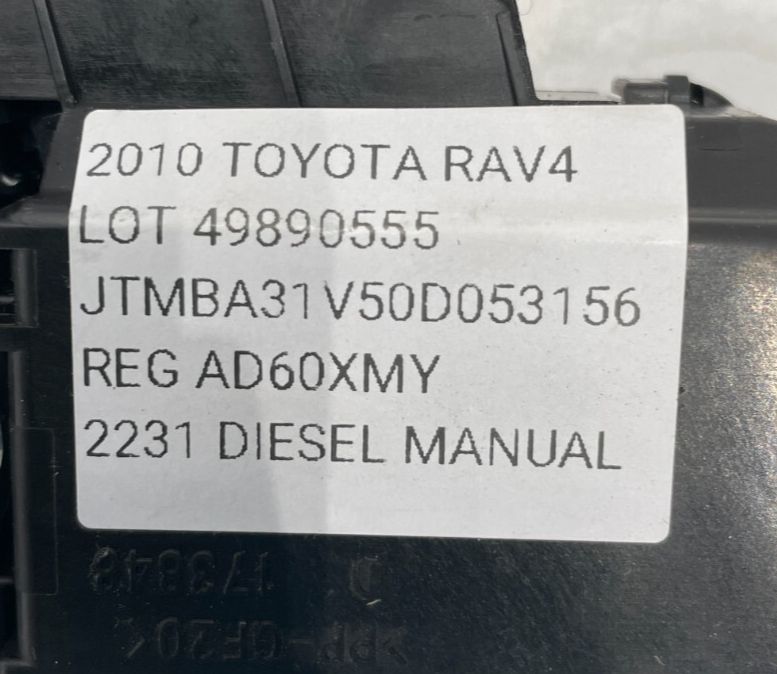 2010 TOYOTA RAV4
LOT 49890555
JTMBA31V50D053156
REG AD60XMY
2231 DIESEL MANUAL